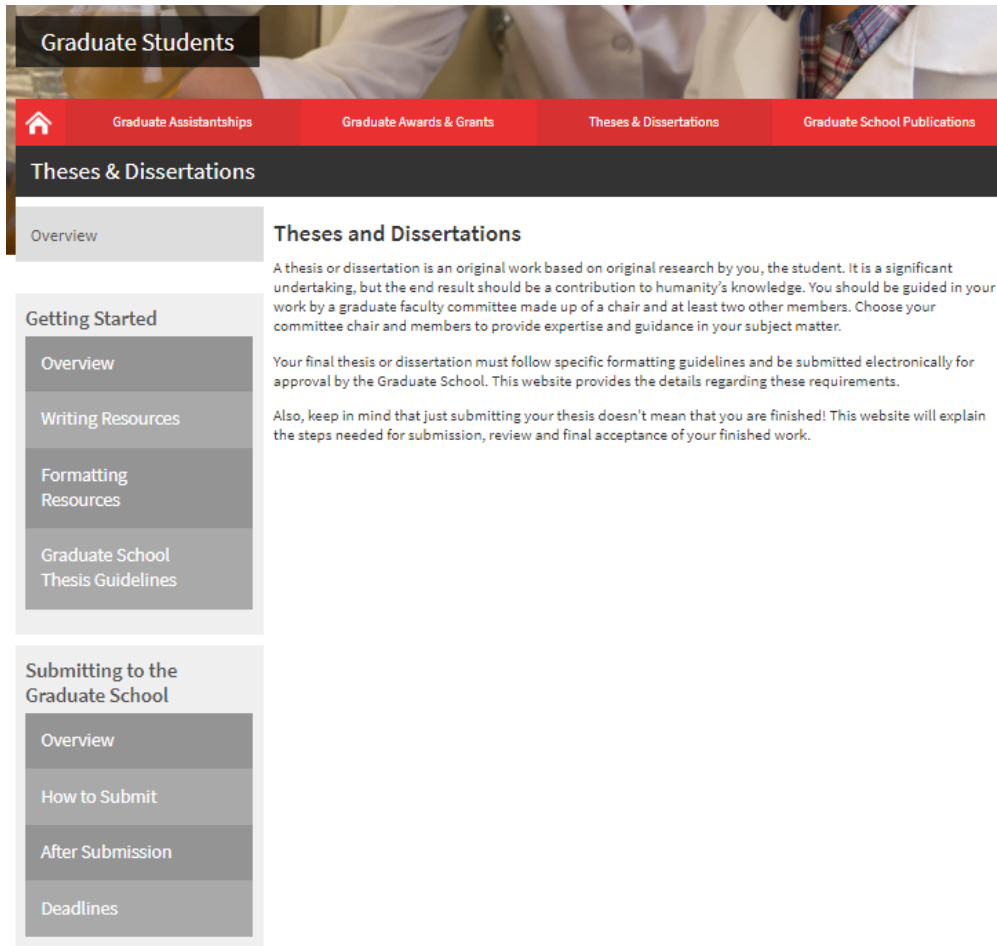 Graduate Students
Graduate Assistantships
Graduate Awards & Grants
Theses & Dissertations
Graduate School Publications
Theses & Dissertations
Overview
Theses and Dissertations
A thesis or dissertation is an original work based on original research by you, the student. It is a significant
undertaking, but the end result should be a contribution to humanity's knowledge. You should be guided in your
work by a graduate faculty committee made up of a chair and at least two other members. Choose your
committee chair and members to provide expertise and guidance in your subject matter.
Your final thesis or dissertation must follow specific formatting guidelines and be submitted electronically for
approval by the Graduate School. This website provides the details regarding these requirements.
Also, keep in mind that just submitting your thesis doesn't mean that you are finished! This website will explain
the steps needed for submission, review and final acceptance of your finished work.
Getting Started
Overview
Writing Resources
Formatting
Resources
Graduate School
Thesis Guidelines
Submitting to the
Graduate School
Overview
How to Submit
After Submission
Deadlines